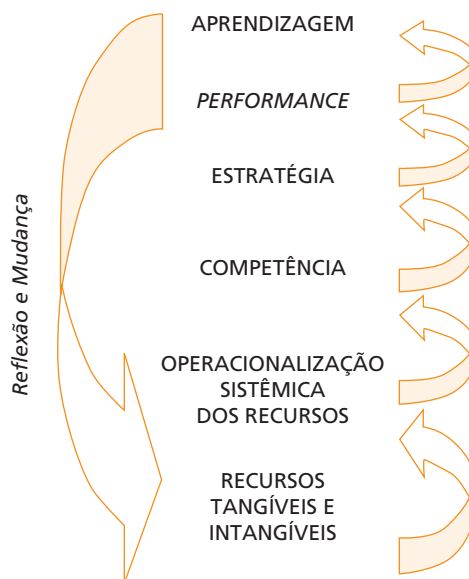 APRENDIZAGEM
PERFORMANCE
ESTRATÉGIA
COMPETÊNCIA
OPERACIONALIZAÇÃO
SISTÊMICA
DOS RECURSOS
RECURSOS
TANGÍVEIS E
INTANGÍVEIS
Reflexão e Mudança